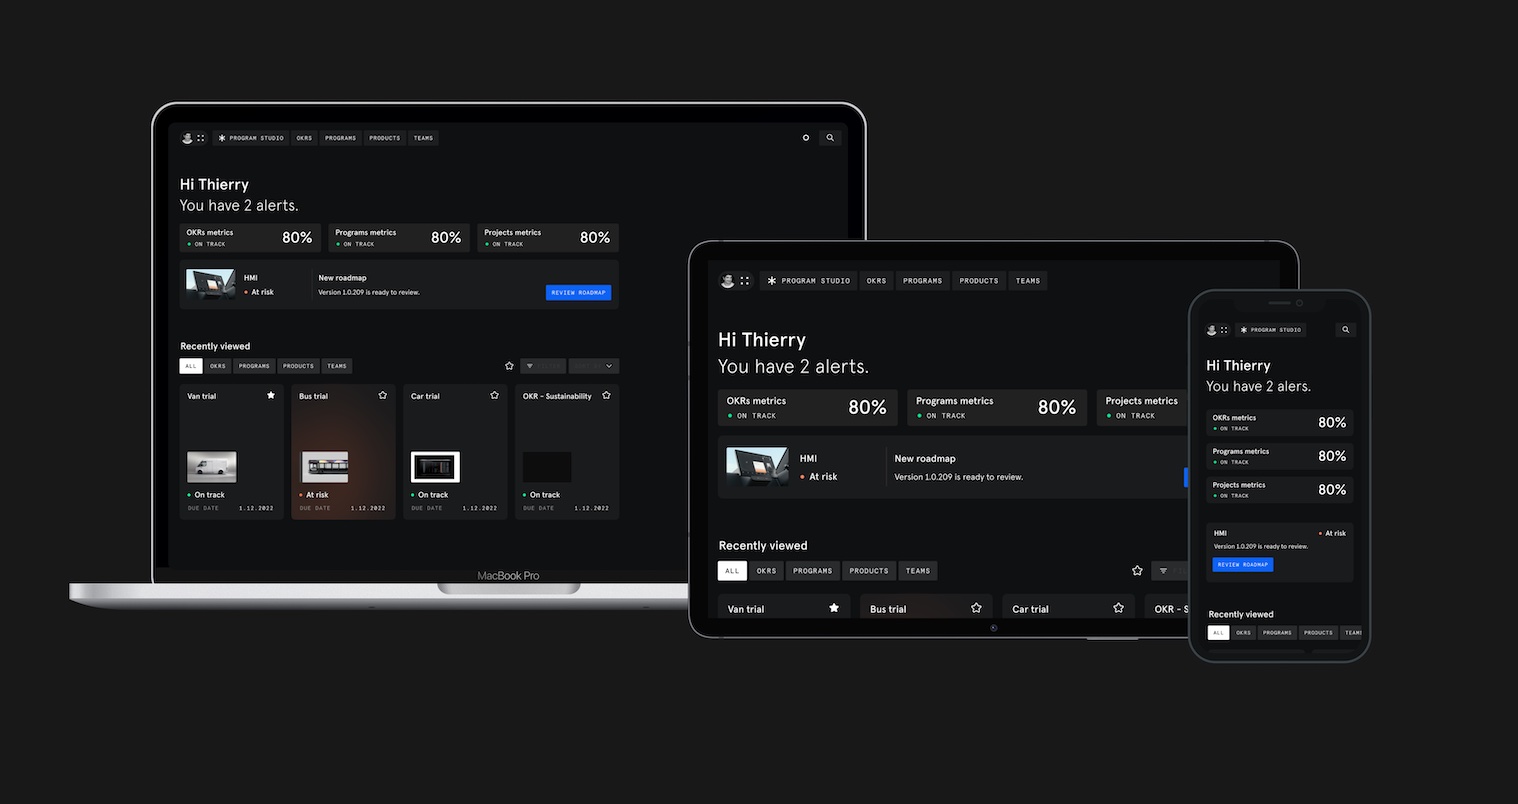 PROGRAM STUDIO OKRS PROGRAMS PRODUCTS TEAMS
Hi Thierry
You have 2 alerts.
OKRs metrics
ON TRACK
80%
Programs metrics
ON TRACK
80%
Projects metrics
ON TRACK
80%
HMI
At risk
New roadmap
Version 1.0.209 is ready to review.
REVIEW ROADMAP
Recently viewed
ALL OKRS PROGRAMS PRODUCTS TEAMS
Van trial
On track
DUE DATE 1.12.2022
Bus trial
At risk
DUE DATE 1.12.2022
Car trial
On track
DUE DATE 1.12.2022
OKR - Sustainability
On track
DUE DATE 1.12.2022
MacBook Pro
PROGRAM STUDIO OKRS PROGRAMS PRODUCTS TEAMS
Hi Thierry
You have 2 alerts.
OKRs metrics
ON TRACK
80%
Programs metrics
ON TRACK
80%
Projects metrics
ON TRACK
HMI
At risk
New roadmap
Version 1.0.209 is ready to review.
Recently viewed
ALL OKRS PROGRAMS PRODUCTS TEAMS
Van trial
Bus trial
Car trial
OKR - S
PROGRAM STUDIO
Hi Thierry
You have 2 alers.
OKRs metrics
ON TRACK
80%
Programs metrics
ON TRACK
80%
Projects metrics
ON TRACK
80%
HMI
At risk
Version 1.0.209 is ready to review.
REVIEW ROADMAP
Recently viewed
ALL OKRS PROGRAMS PRODUCTS TEAM